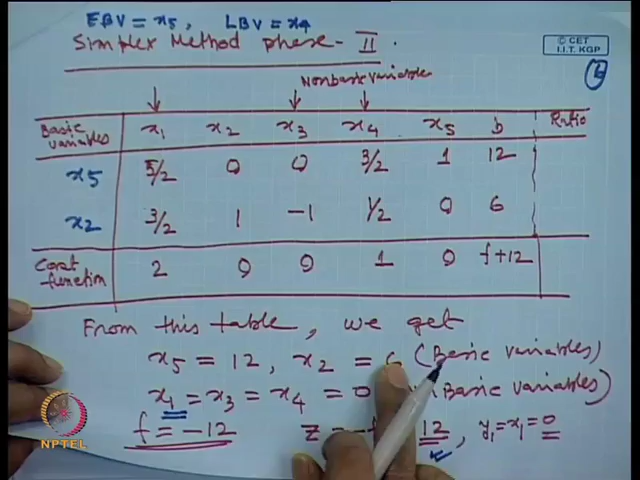 EBV = x5, LBV = x4
Simplex Method phase - II.
© CET
I.I.T. KGP
Nonbasic variables
Basic variables x1 x2 x3 x4 x5 b Ratio
x5 5/2 0 0 3/2 1 12
x2 3/2 1 -1 1/2 0 6
Cost function 2 0 0 1 0 f+12
From this table, we get
x5 = 12, x2 = 6 (Basic variables)
x1 = x3 = x4 = 0 Basic variables)
f = -12 z = - 12, y1 = x1 = 0
NPTEL